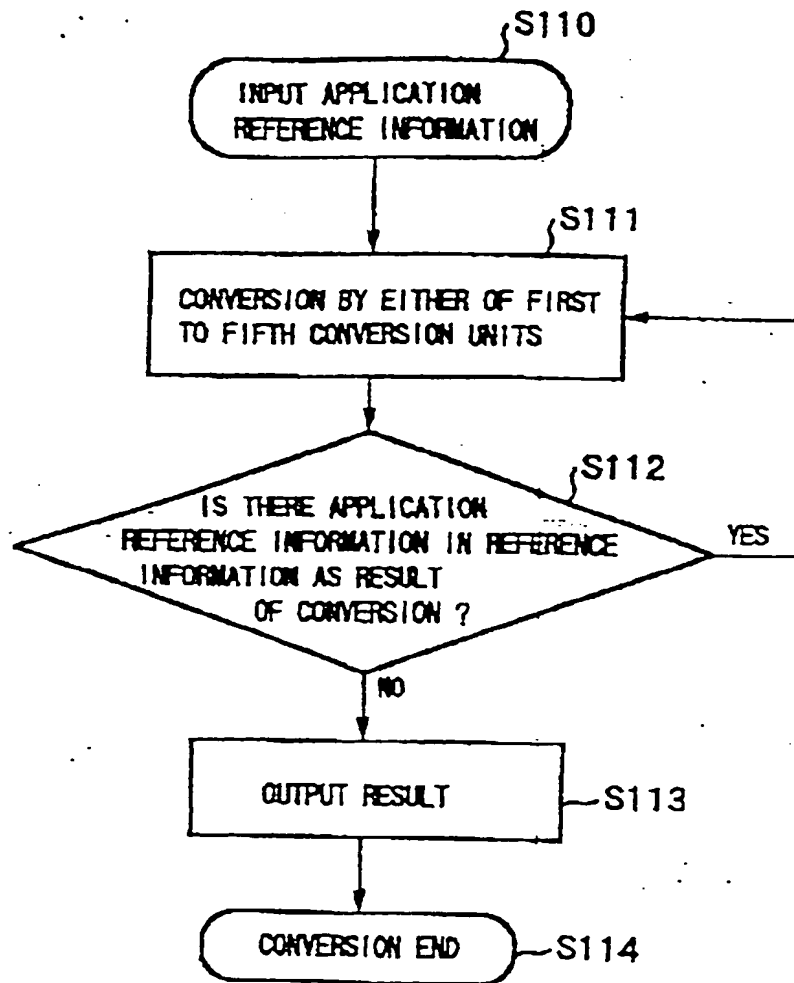 S110
INPUT APPLICATION
REFERENCE INFORMATION
S111
CONVERSION BY EITHER OF FIRST
TO FIFTH CONVERSION UNITS
S112
IS THERE APPLICATION
REFERENCE INFORMATION IN REFERENCE
INFORMATION AS RESULT
OF CONVERSION ?
YES
NO
OUTPUT RESULT
S113
CONVERSION END
S114